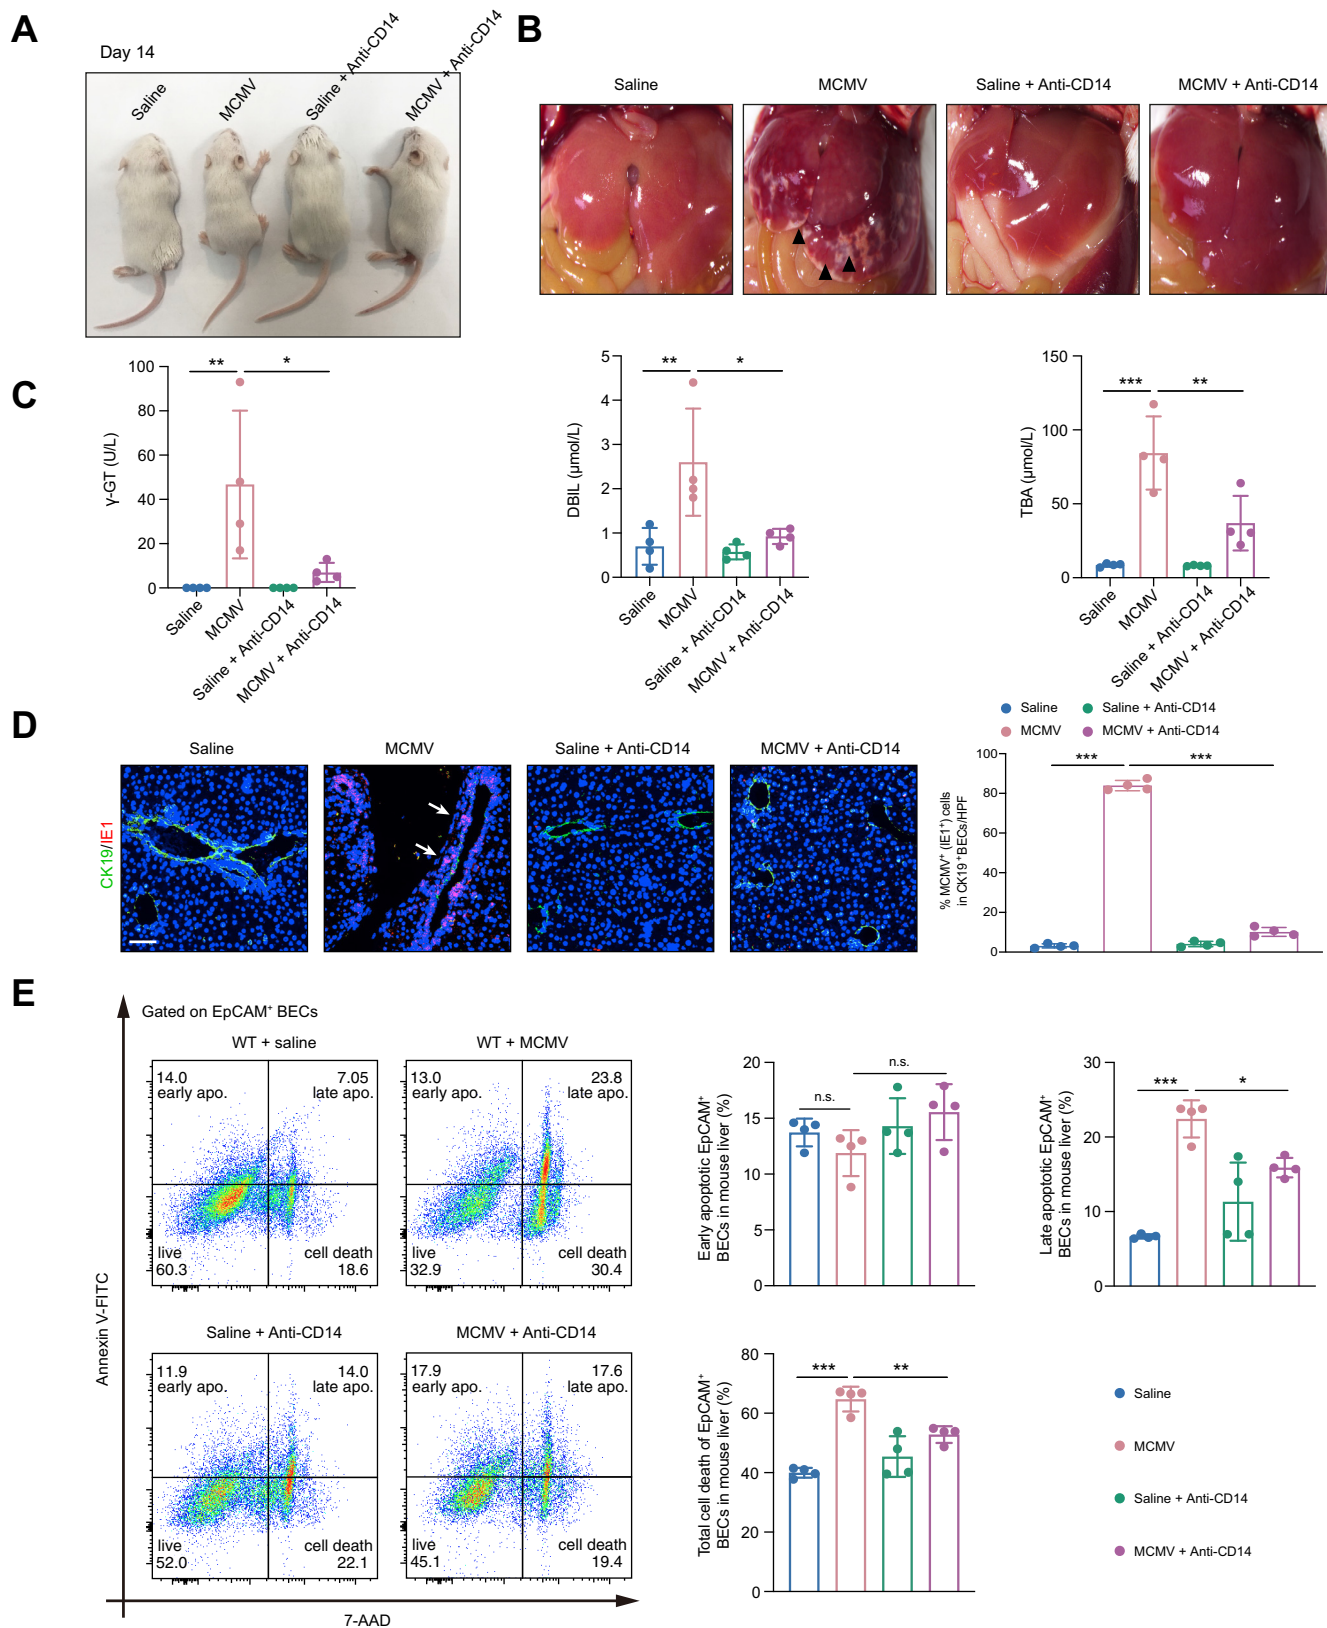 A
Day 14
Saline
MCMV
Saline + Anti-CD14
MCMV + Anti-CD14
B
Saline
MCMV
Saline + Anti-CD14
MCMV + Anti-CD14
C
γ-GT (U/L)
100
80
60
40
20
0
**
*
Saline
MCMV
Saline + Anti-CD14
MCMV + Anti-CD14
DBIL (μmol/L)
5
4
3
2
1
0
**
*
Saline
MCMV
Saline + Anti-CD14
MCMV + Anti-CD14
TBA (μmol/L)
150
100
50
0
***
**
Saline
MCMV
Saline + Anti-CD14
MCMV + Anti-CD14
D
Saline
MCMV
Saline + Anti-CD14
MCMV + Anti-CD14
CK19/IE1
Saline
Saline + Anti-CD14
MCMV
MCMV + Anti-CD14
% MCMV⁺ (IE1⁺) cells
in CK19⁺BECs/HPF
100
80
60
40
20
0
***
***
E
Gated on EpCAM⁺ BECs
Annexin V-FITC
7-AAD
WT + saline
14.0
early apo.
7.05
late apo.
live
60.3
cell death
18.6
WT + MCMV
13.0
early apo.
23.8
late apo.
live
32.9
cell death
30.4
Saline + Anti-CD14
11.9
early apo.
14.0
late apo.
live
52.0
cell death
22.1
MCMV + Anti-CD14
17.9
early apo.
17.6
late apo.
live
45.1
cell death
19.4
Early apoptotic EpCAM⁺
BECs in mouse liver (%)
20
15
10
5
0
n.s.
n.s.
Late apoptotic EpCAM⁺
BECs in mouse liver (%)
30
20
10
0
***
*
Total cell death of EpCAM⁺
BECs in mouse liver (%)
80
60
40
20
0
***
**
Saline
MCMV
Saline + Anti-CD14
MCMV + Anti-CD14